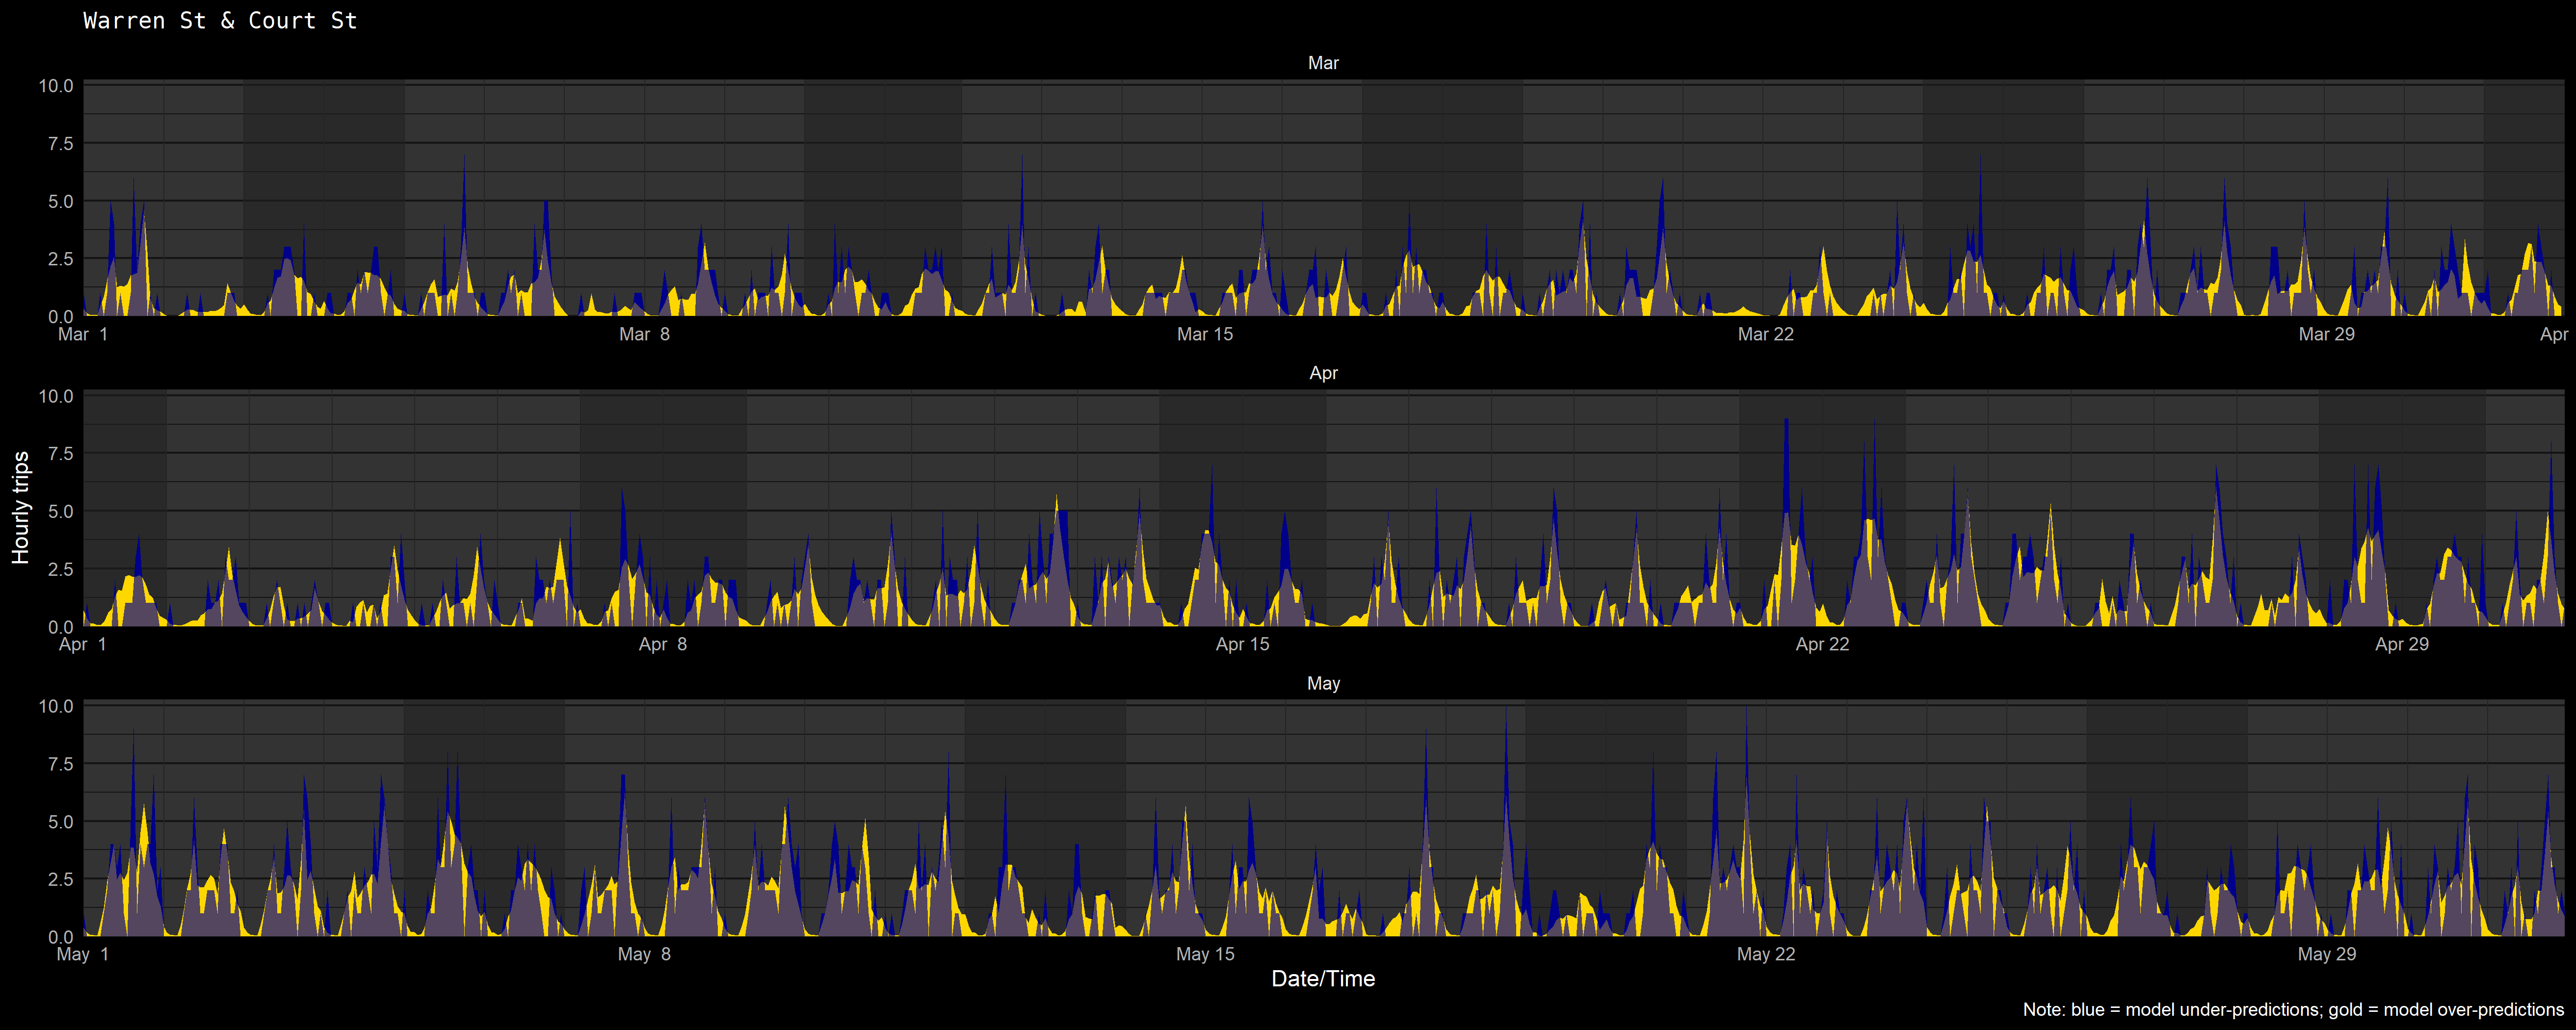 Warren St & Court St
Mar
10.0
7.5
5.0
2.5
0.0
Mar 1
Mar 8
Mar 15
Mar 22
Mar 29
Apr
Apr
10.0
7.5
5.0
2.5
0.0
Apr 1
Apr 8
Apr 15
Apr 22
Apr 29
Hourly trips
May
10.0
7.5
5.0
2.5
0.0
May 1
May 8
May 15
May 22
May 29
Date/Time
Note: blue = model under-predictions; gold = model over-predictions